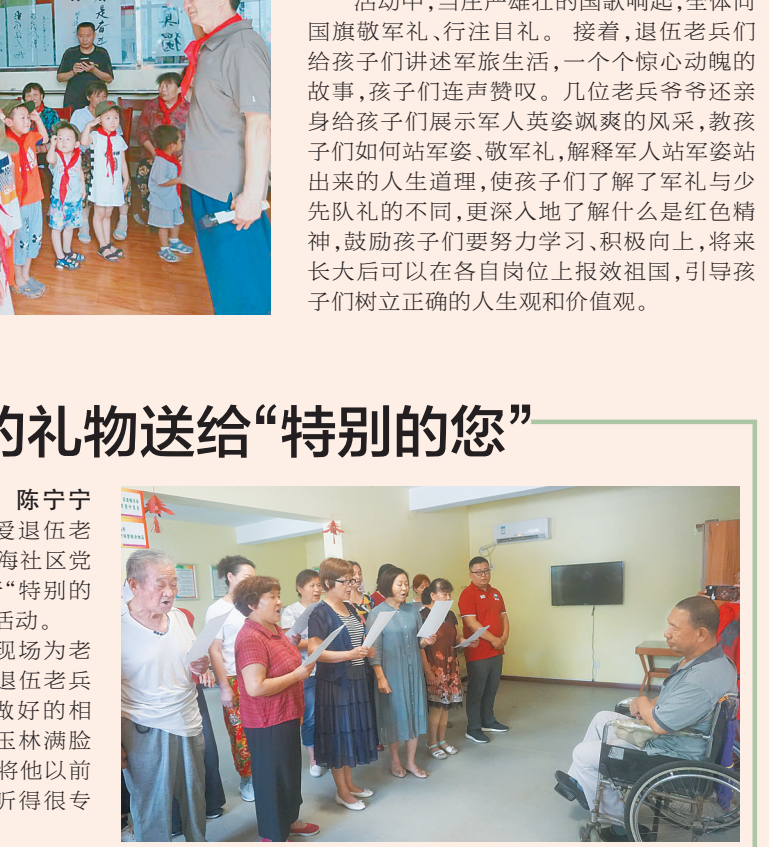 活动中,当庄严雄壮的国歌响起,全体向
国旗敬军礼、行注目礼。接着,退伍老兵们
给孩子们讲述军旅生活,一个个惊心动魄的
故事,孩子们连声赞叹。几位老兵爷爷还亲
身给孩子们展示军人英姿飒爽的风采,教孩
子们如何站军姿、敬军礼,解释军人站军姿站
出来的人生道理,使孩子们了解了军礼与少
先队礼的不同,更深入地了解什么是红色精
神,鼓励孩子们要努力学习、积极向上,将来
长大后可以在各自岗位上报效祖国,引导孩
子们树立正确的人生观和价值观。
的礼物送给“特别的您”
陈宁宁
爱退伍老
海社区党
“特别的
活动。
现场为老
退伍老兵
做好的相
玉林满脸
将他以前
听得很专